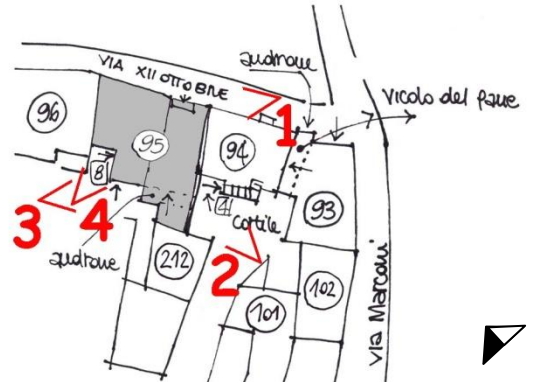 androne
VIA XII OTTOBRE
vicolo del pane
1
96
95
94
8
4
93
3
4
cortile
androne
212
2
102
101
via Marconi